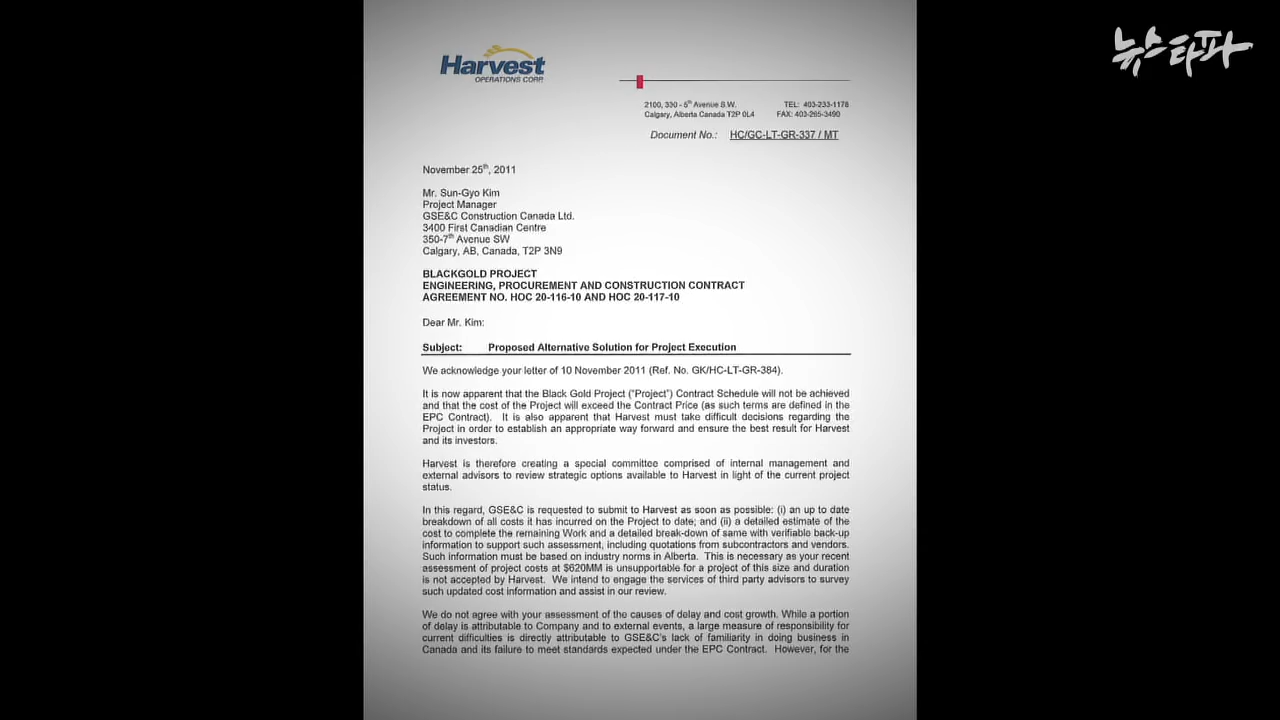 뉴스타파
Harvest
OPERATIONS CORP.
2100, 330 - 5th Avenue S.W. TEL: 403-233-1178
Calgary, Alberta Canada T2P 0L4 FAX: 403-265-3490
Document No.: HC/GC-LT-GR-337 / MT
November 25th, 2011
Mr. Sun-Gyo Kim
Project Manager
GSE&C Construction Canada Ltd.
3400 First Canadian Centre
350-7th Avenue SW
Calgary, AB, Canada, T2P 3N9
BLACKGOLD PROJECT
ENGINEERING, PROCUREMENT AND CONSTRUCTION CONTRACT
AGREEMENT NO. HOC 20-116-10 AND HOC 20-117-10
Dear Mr. Kim:
Subject: Proposed Alternative Solution for Project Execution
We acknowledge your letter of 10 November 2011 (Ref. No. GK/HC-LT-GR-384).
It is now apparent that the Black Gold Project ("Project") Contract Schedule will not be achieved
and that the cost of the Project will exceed the Contract Price (as such terms are defined in the
EPC Contract). It is also apparent that Harvest must take difficult decisions regarding the
Project in order to establish an appropriate way forward and ensure the best result for Harvest
and its investors.
Harvest is therefore creating a special committee comprised of internal management and
external advisors to review strategic options available to Harvest in light of the current project
status.
In this regard, GSE&C is requested to submit to Harvest as soon as possible: (i) an up to date
breakdown of all costs it has incurred on the Project to date; and (ii) a detailed estimate of the
cost to complete the remaining Work and a detailed break-down of same with verifiable back-up
information to support such assessment, including quotations from subcontractors and vendors.
Such information must be based on industry norms in Alberta. This is necessary as your recent
assessment of project costs at $620MM is unsupportable for a project of this size and duration
is not accepted by Harvest. We intend to engage the services of third party advisors to survey
such updated cost information and assist in our review.
We do not agree with your assessment of the causes of delay and cost growth. While a portion
of delay is attributable to Company and to external events, a large measure of responsibility for
current difficulties is directly attributable to GSE&C's lack of familiarity in doing business in
Canada and its failure to meet standards expected under the EPC Contract. However, for the